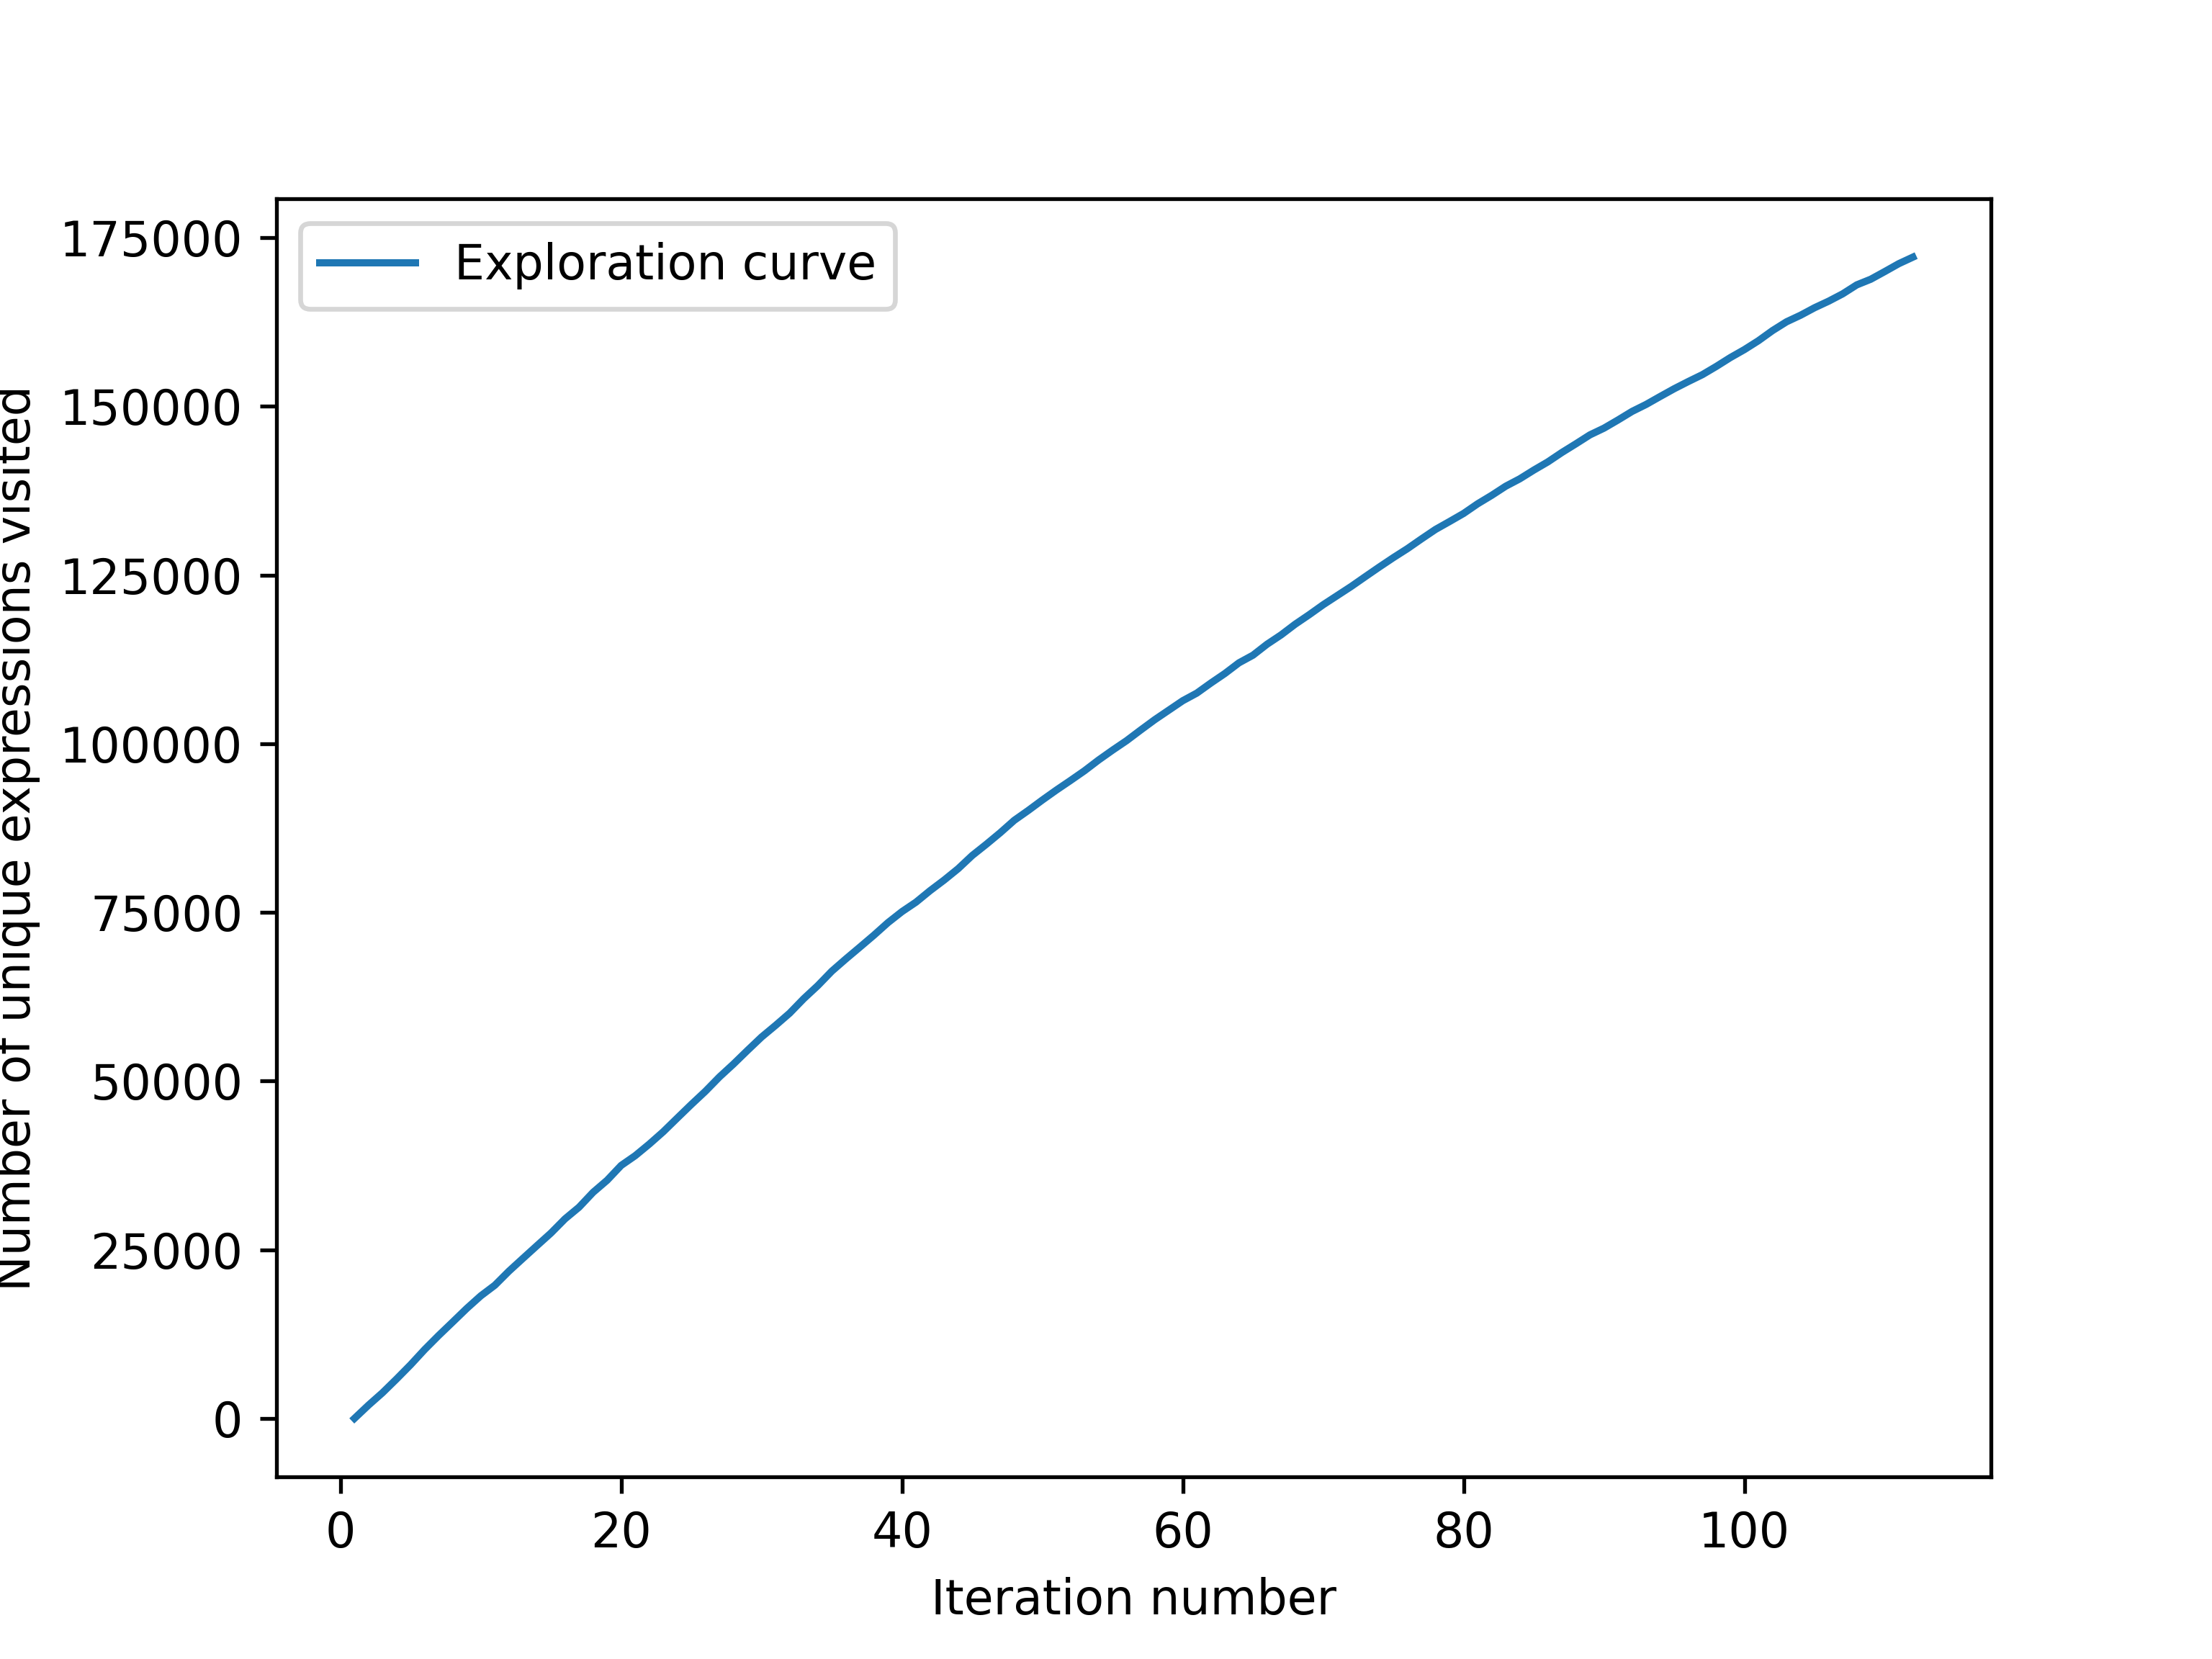 Exploration curve
175000
150000
125000
100000
75000
50000
25000
0
Number of unique expressions visited
0 20 40 60 80 100
Iteration number